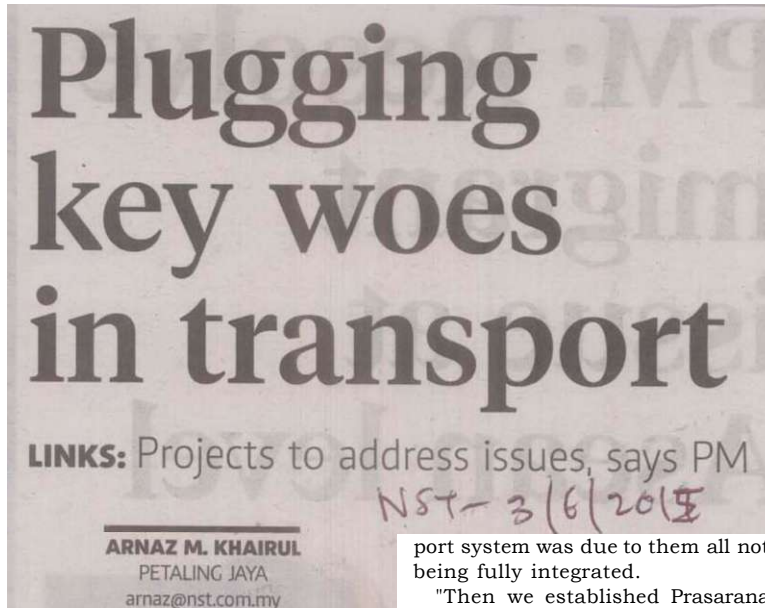 Plugging
key woes
in transport
LINKS: Projects to address issues, says PM
NST- 3/6/2015
ARNAZ M. KHAIRUL
PETALING JAYA
arnaz@nst.com.my
port system was due to them all not
being fully integrated.
"Then we established Prasarana